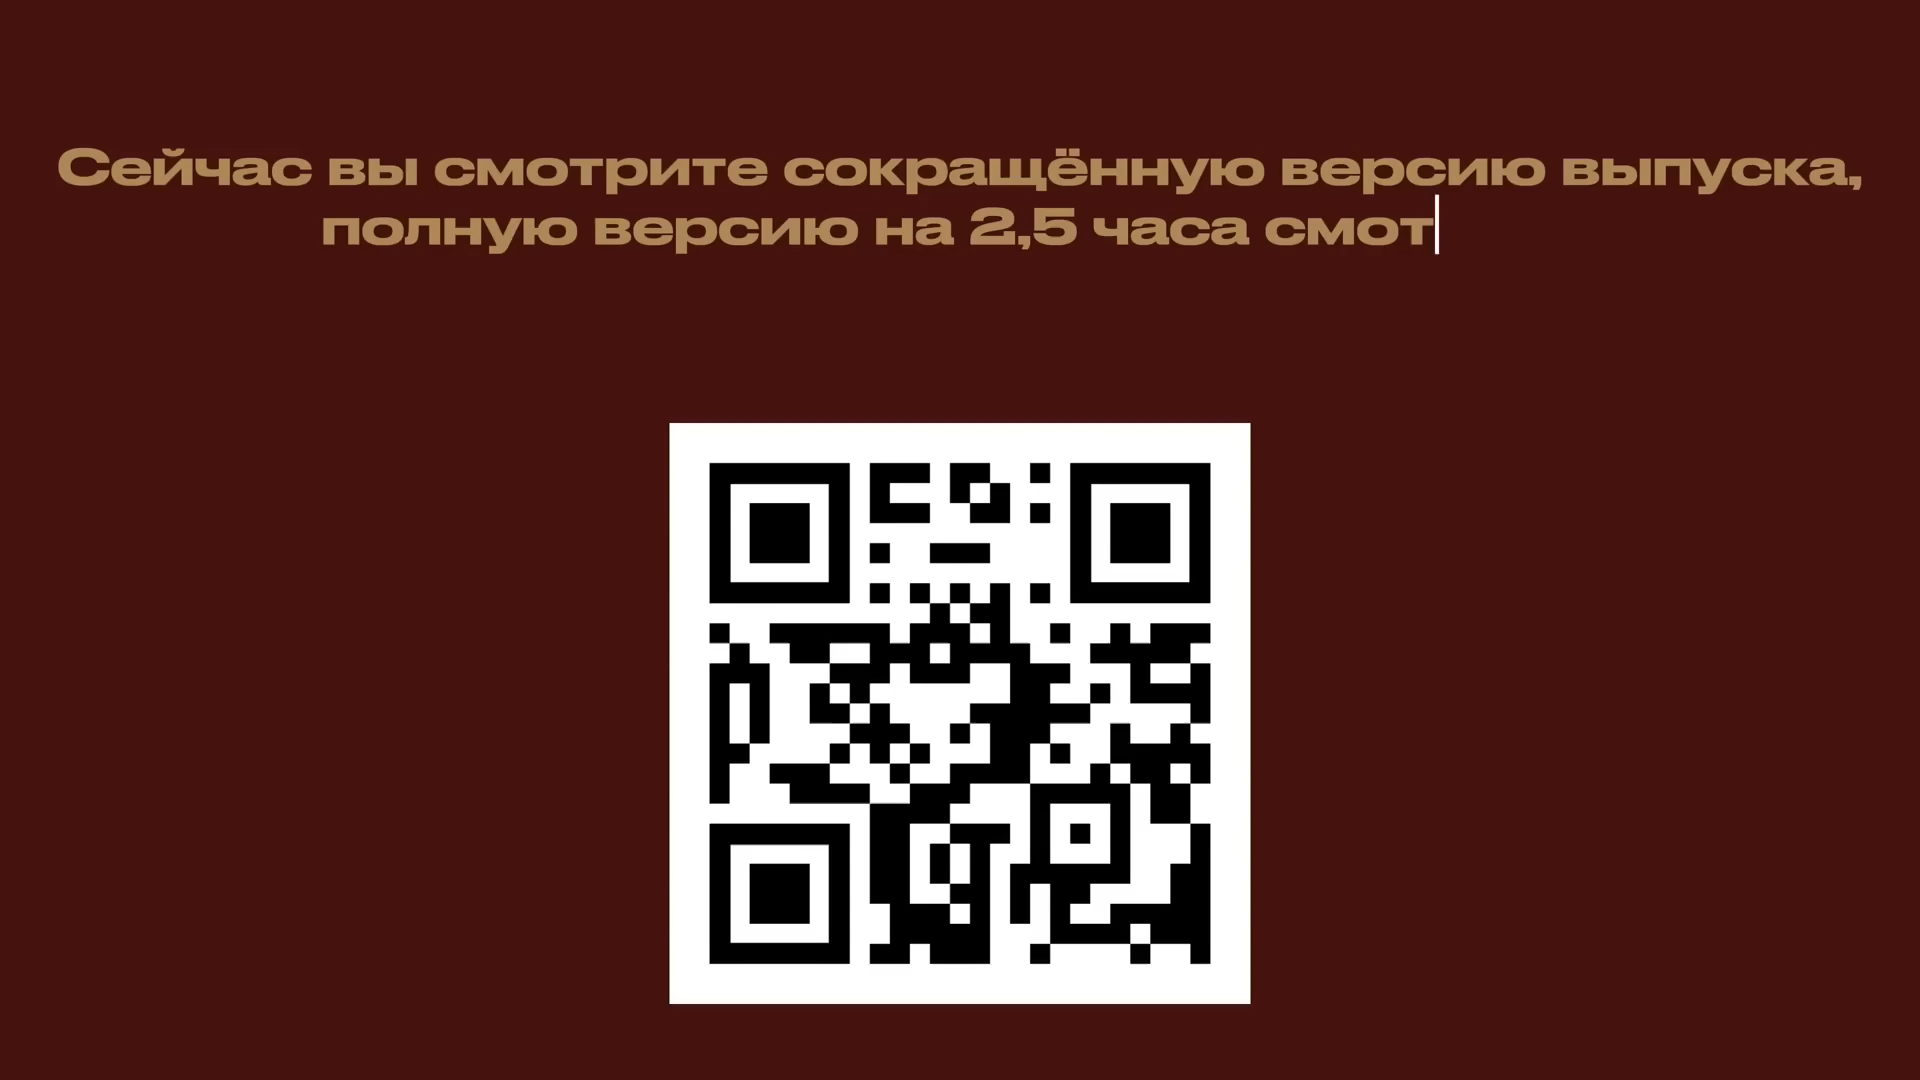 Сейчас вы смотрите сокращённую версию выпуска,
полную версию на 2,5 часа смот